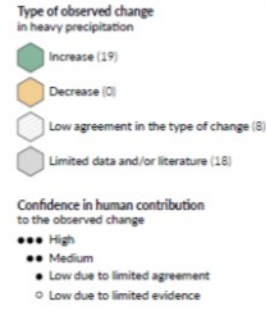 Type of observed change
in heavy precipitation
Increase (19)
Decrease (0)
Low agreement in the type of change (8)
Limited data and/or literature (18)
Confidence in human contribution
to the observed change
●●● High
●● Medium
● Low due to limited agreement
○ Low due to limited evidence